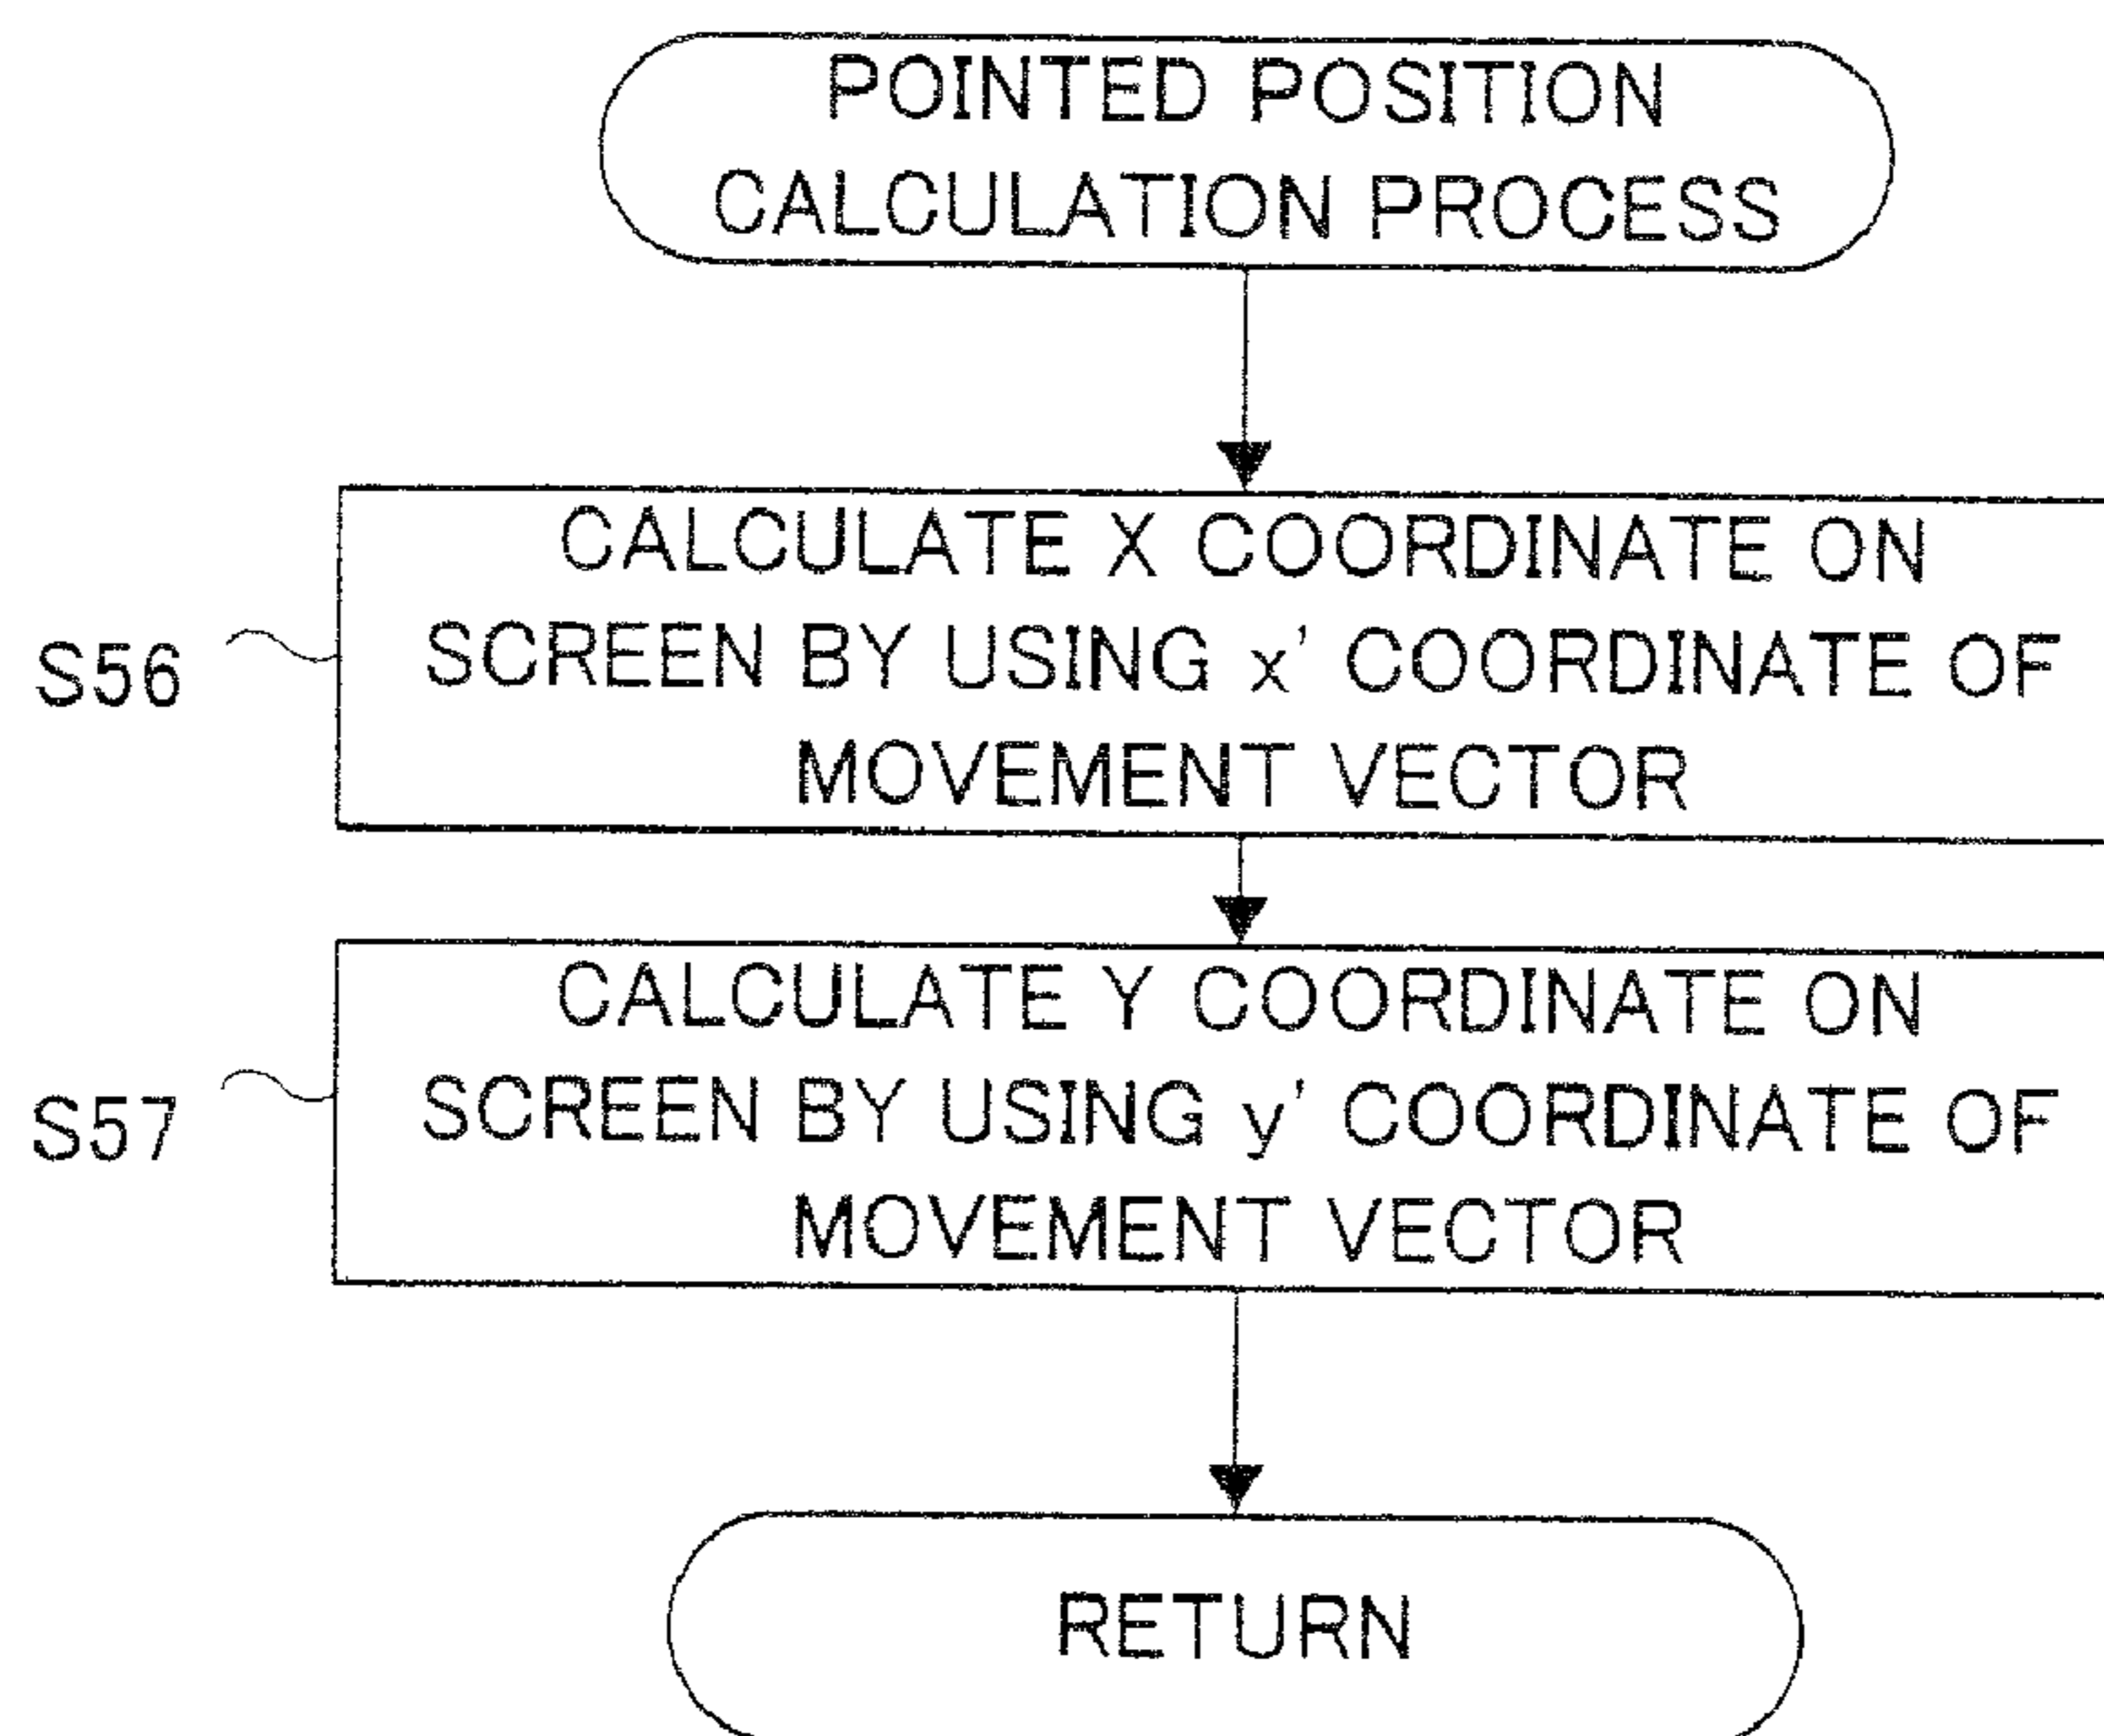 POINTED POSITION
CALCULATION PROCESS
CALCULATE X COORDINATE ON
SCREEN BY USING x' COORDINATE OF
MOVEMENT VECTOR
S56
CALCULATE Y COORDINATE ON
SCREEN BY USING y' COORDINATE OF
MOVEMENT VECTOR
S57
RETURN